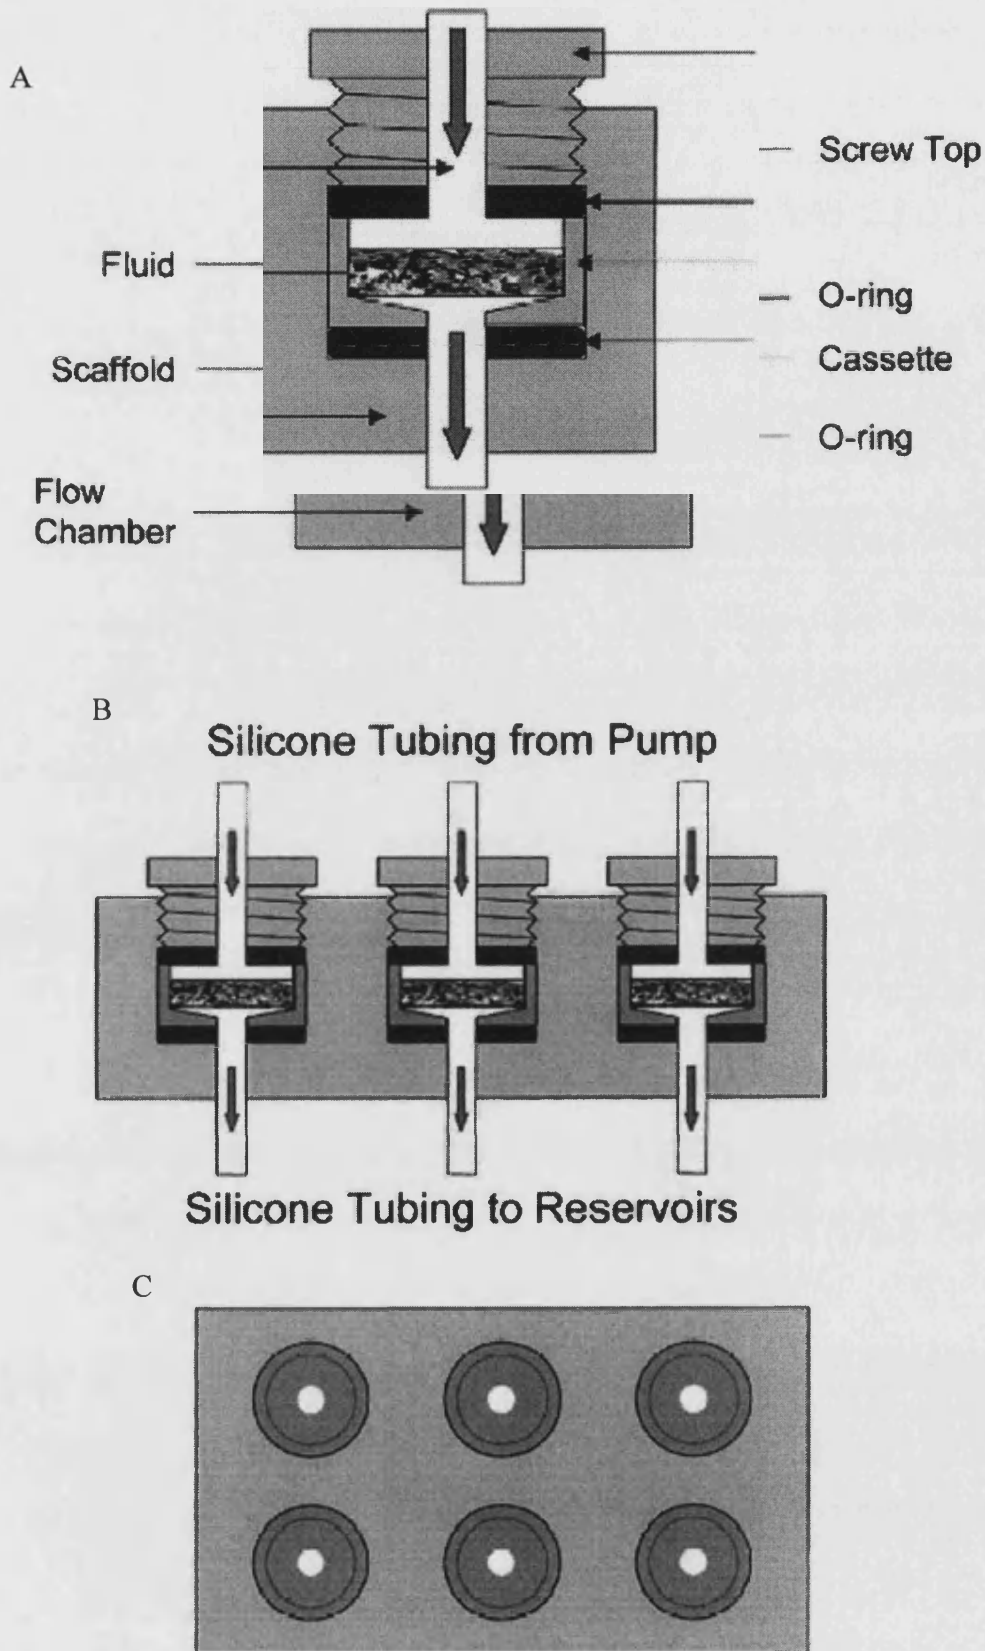 A
Screw Top
Fluid
O-ring
Scaffold
Cassette
O-ring
Flow
Chamber
B
Silicone Tubing from Pump
Silicone Tubing to Reservoirs
C